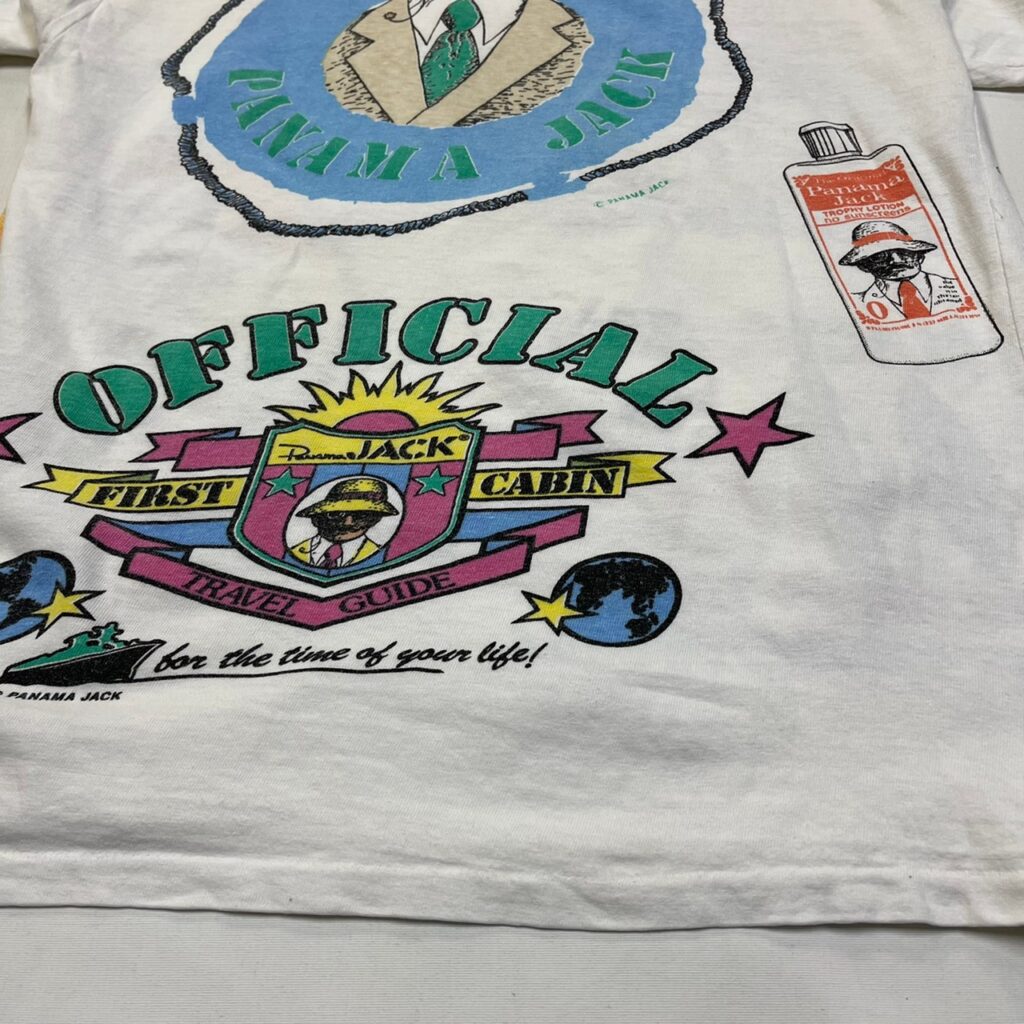 PANAMA JACK
© PANAMA JACK
The Original
Panama
Jack
TROPHY LOTION
no sunscreens
0
OFFICIAL
Panama JACK®
FIRST CABIN
TRAVEL GUIDE
for the time of your life!
PANAMA JACK